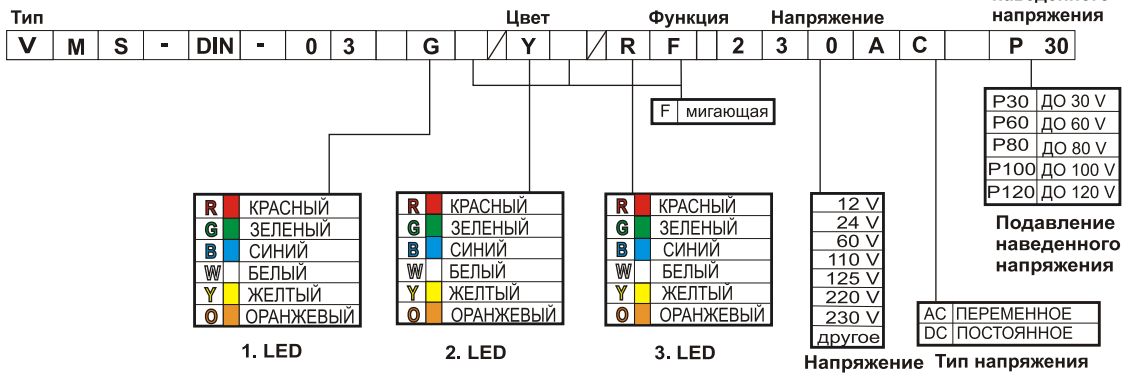 наведенного
Тип Цвет Функция Напряжение напряжения
V M S - DIN - 0 3 G / Y / R F 2 3 0 A C P 30
F мигающая
P30 ДО 30 V
P60 ДО 60 V
P80 ДО 80 V
P100 ДО 100 V
P120 ДО 120 V
Подавление
наведенного
напряжения
R КРАСНЫЙ
G ЗЕЛЕНЫЙ
B СИНИЙ
W БЕЛЫЙ
Y ЖЕЛТЫЙ
O ОРАНЖЕВЫЙ
1. LED
R КРАСНЫЙ
G ЗЕЛЕНЫЙ
B СИНИЙ
W БЕЛЫЙ
Y ЖЕЛТЫЙ
O ОРАНЖЕВЫЙ
2. LED
R КРАСНЫЙ
G ЗЕЛЕНЫЙ
B СИНИЙ
W БЕЛЫЙ
Y ЖЕЛТЫЙ
O ОРАНЖЕВЫЙ
3. LED
12 V
24 V
60 V
110 V
125 V
220 V
230 V
другое
Напряжение
AC ПЕРЕМЕННОЕ
DC ПОСТОЯННОЕ
Тип напряжения